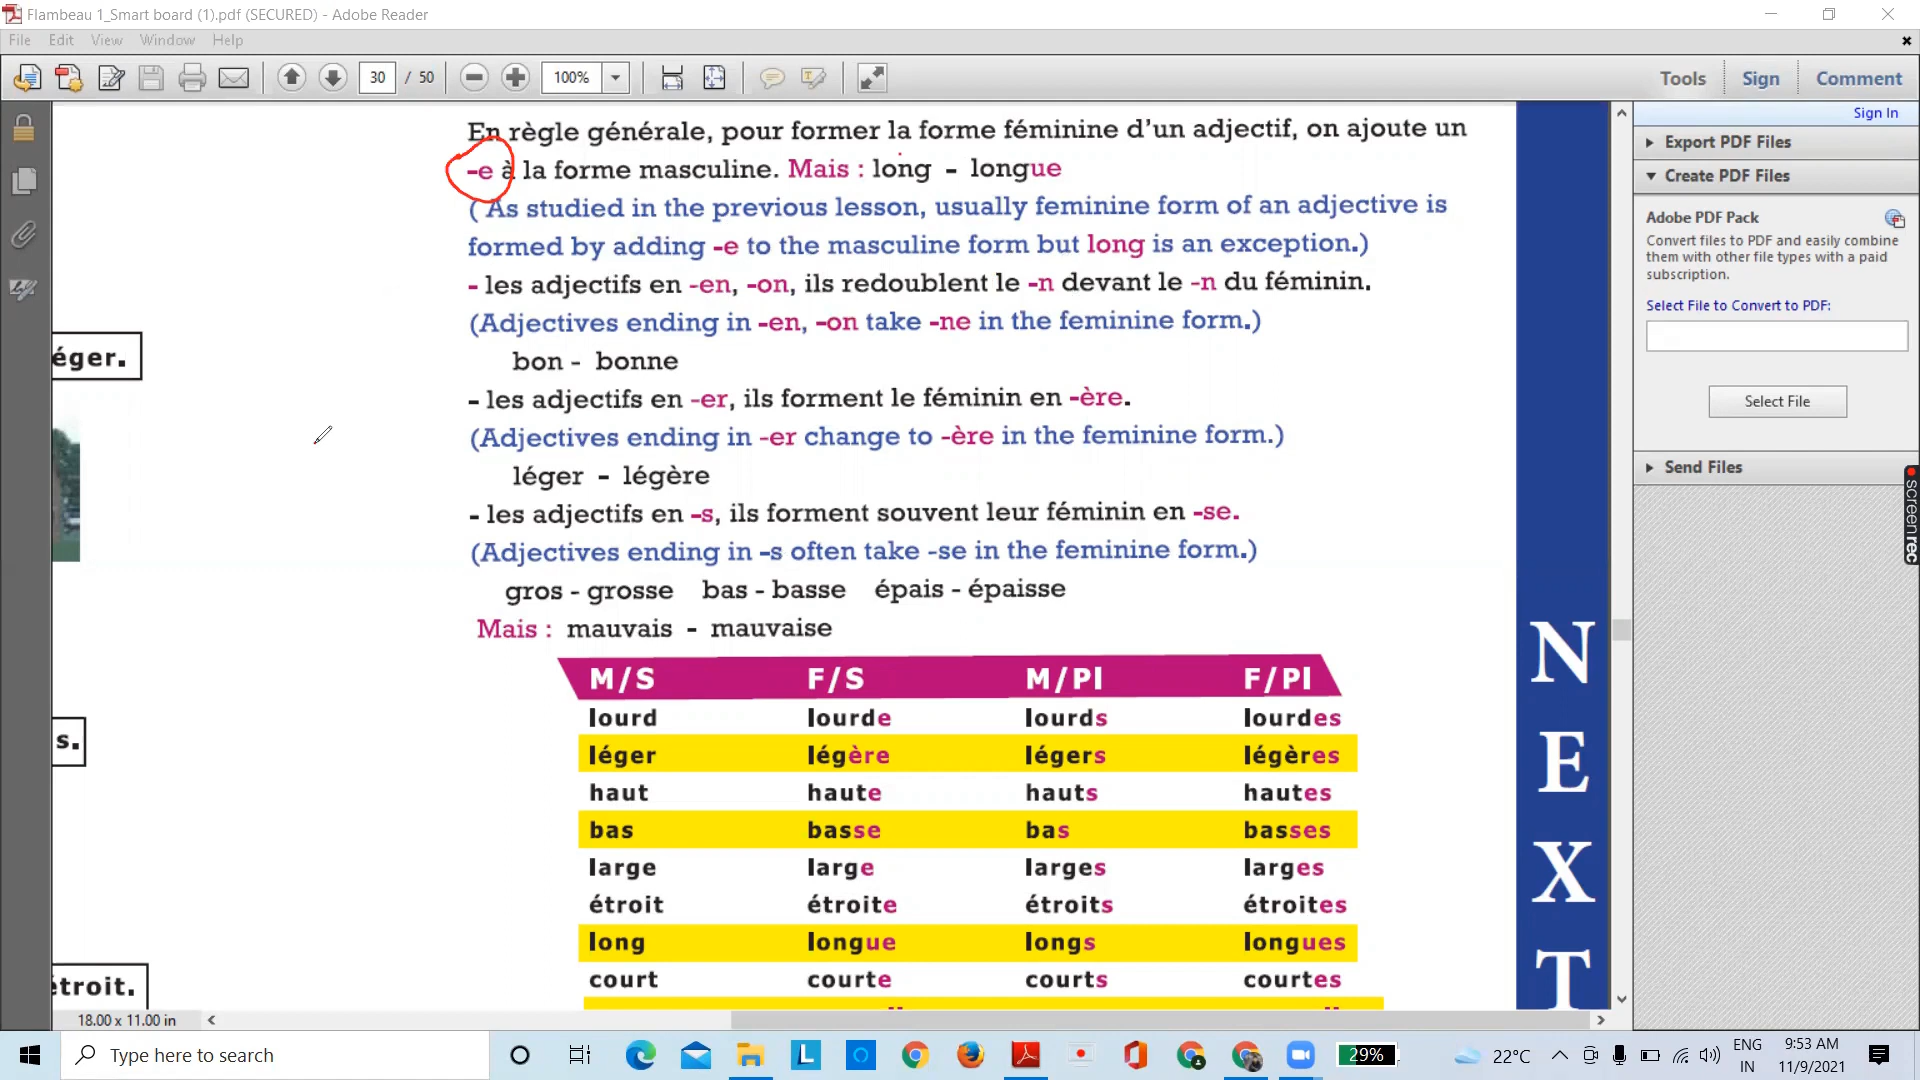 Flambeau 1_Smart board (1).pdf (SECURED) - Adobe Reader
File Edit View Window Help
30 / 50 100% Tools Sign Comment
Sign In
Export PDF Files
Create PDF Files
Adobe PDF Pack
Convert files to PDF and easily combine
them with other file types with a paid
subscription.
Select File to Convert to PDF:
Select File
Send Files
screenrec
éger.
s.
étroit.
En règle générale, pour former la forme féminine d'un adjectif, on ajoute un
-e à la forme masculine. Mais : long - longue
( As studied in the previous lesson, usually feminine form of an adjective is
formed by adding -e to the masculine form but long is an exception.)
- les adjectifs en -en, -on, ils redoublent le -n devant le -n du féminin.
(Adjectives ending in -en, -on take -ne in the feminine form.)
bon - bonne
- les adjectifs en -er, ils forment le féminin en -ère.
(Adjectives ending in -er change to -ère in the feminine form.)
léger - légère
- les adjectifs en -s, ils forment souvent leur féminin en -se.
(Adjectives ending in -s often take -se in the feminine form.)
gros - grosse bas - basse épais - épaisse
Mais : mauvais - mauvaise
M/S F/S M/Pl F/Pl
lourd lourde lourds lourdes
léger légère légers légères
haut haute hauts hautes
bas basse bas basses
large large larges larges
étroit étroite étroits étroites
long longue longs longues
court courte courts courtes
NEXT
18.00 x 11.00 in
Type here to search
29%
22°C
ENG
IN
9:53 AM
11/9/2021